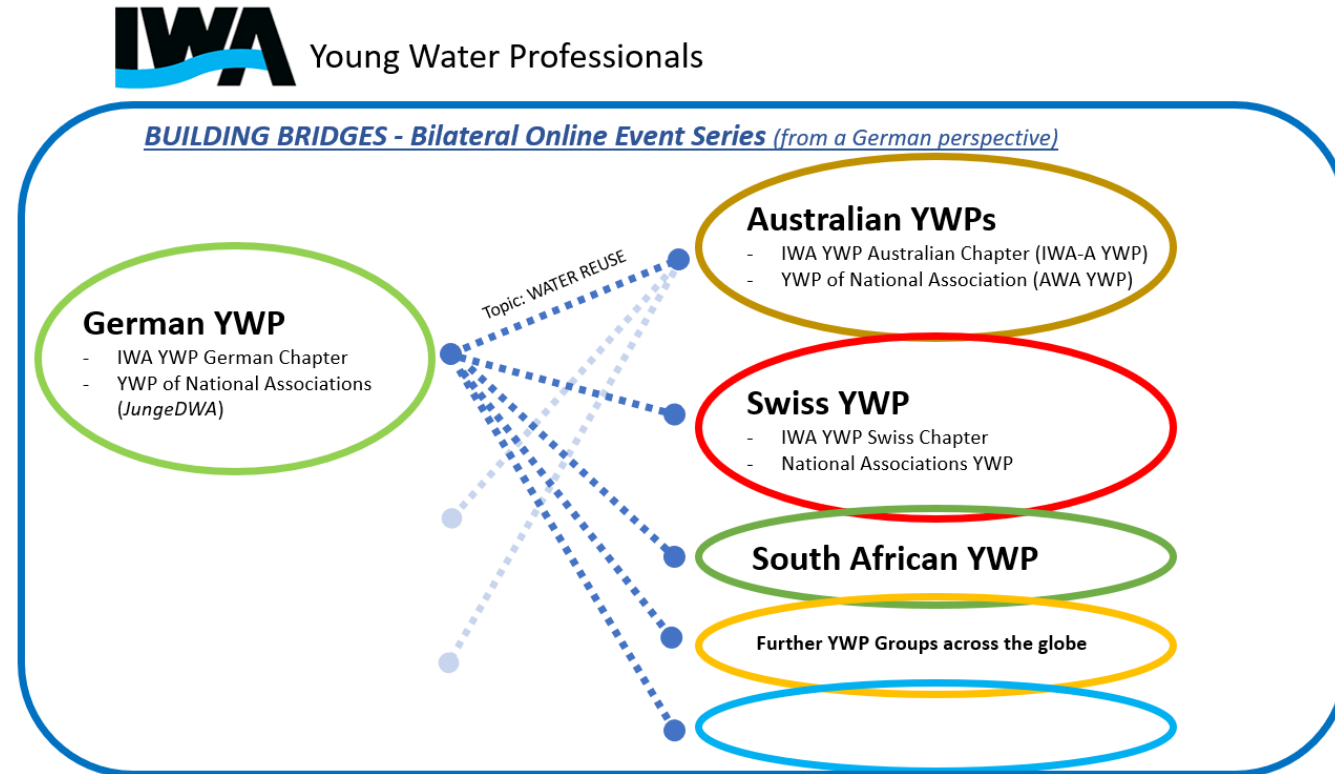 IWA Young Water Professionals
BUILDING BRIDGES - Bilateral Online Event Series (from a German perspective)
German YWP
- IWA YWP German Chapter
- YWP of National Associations
(JungeDWA)
Topic: WATER REUSE
Australian YWPs
- IWA YWP Australian Chapter (IWA-A YWP)
- YWP of National Association (AWA YWP)
Swiss YWP
- IWA YWP Swiss Chapter
- National Associations YWP
South African YWP
Further YWP Groups across the globe